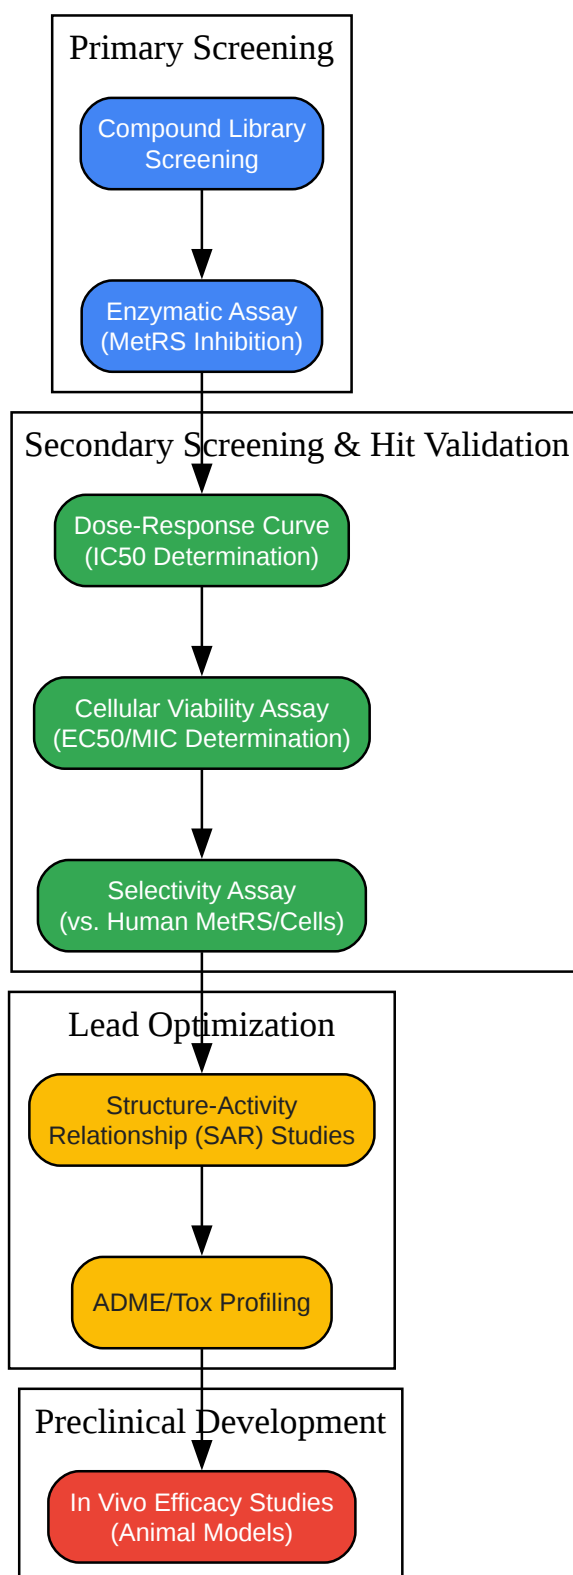 Primary Screening
Compound Library
Screening
Enzymatic Assay
(MetRS Inhibition)
Secondary Screening & Hit Validation
Dose-Response Curve
(IC50 Determination)
Cellular Viability Assay
(EC50/MIC Determination)
Selectivity Assay
(vs. Human MetRS/Cells)
Lead Optimization
Structure-Activity
Relationship (SAR) Studies
ADME/Tox Profiling
Preclinical Development
In Vivo Efficacy Studies
(Animal Models)